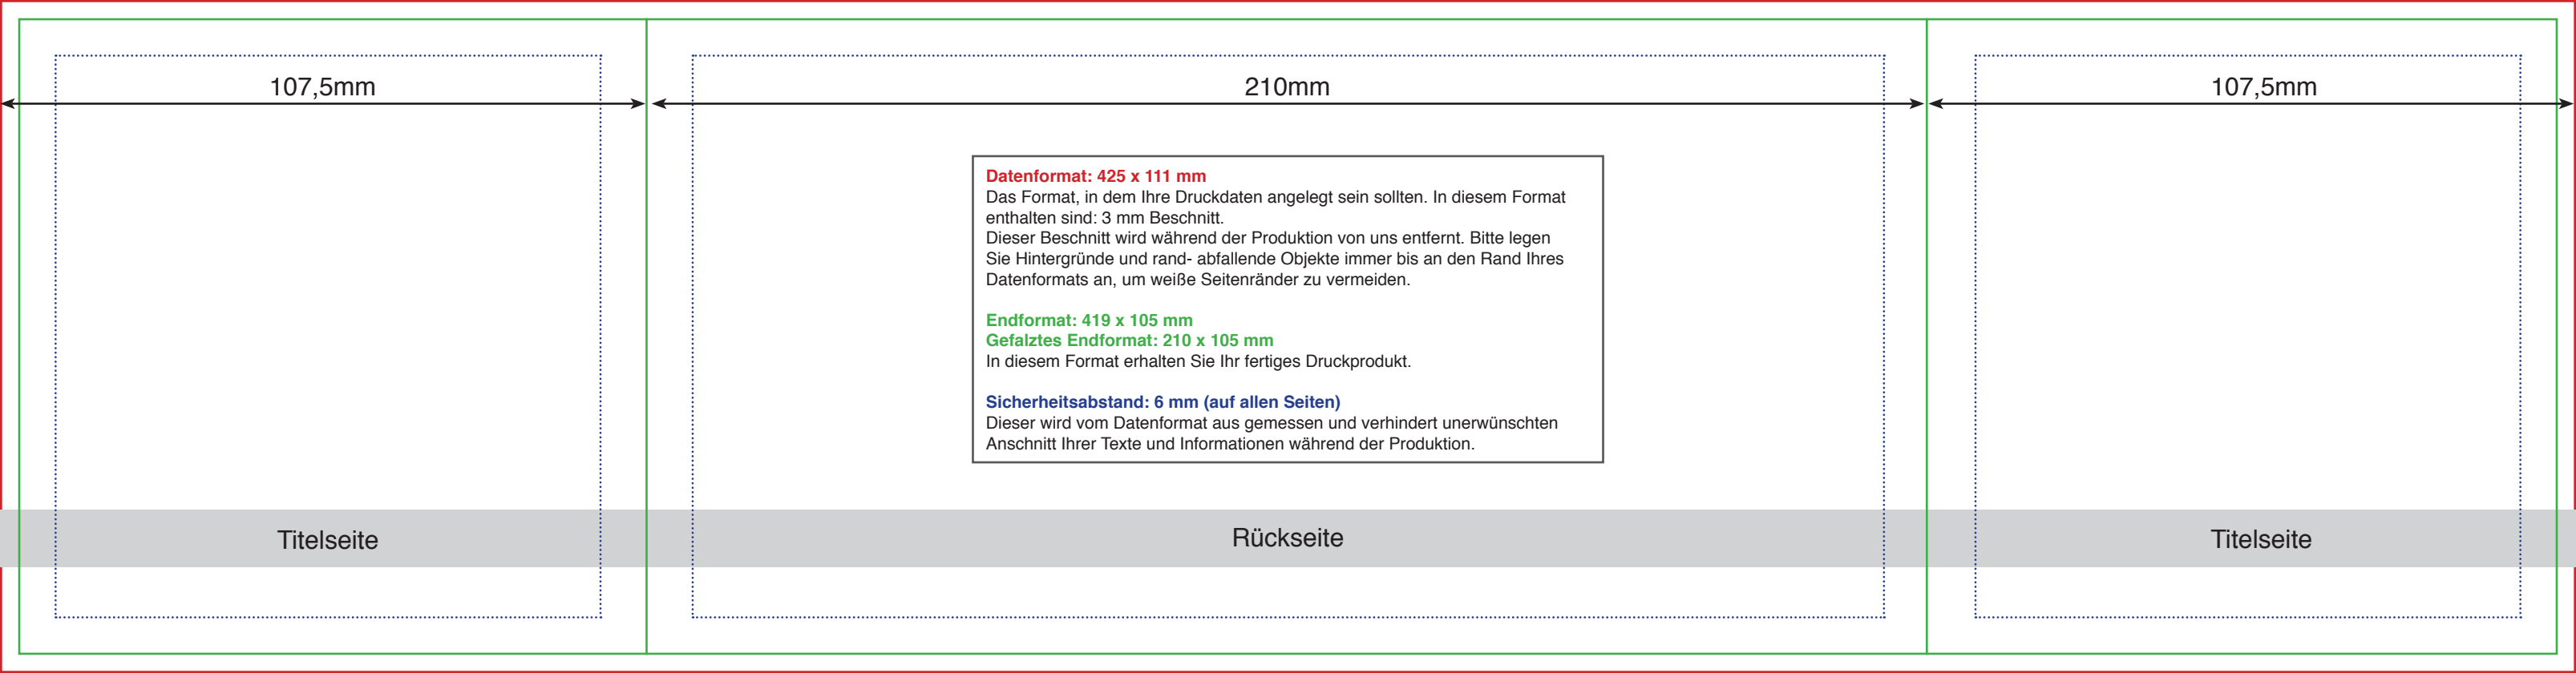 107,5mm
210mm
107,5mm
Datenformat: 425 x 111 mm
Das Format, in dem Ihre Druckdaten angelegt sein sollten. In diesem Format
enthalten sind: 3 mm Beschnitt.
Dieser Beschnitt wird während der Produktion von uns entfernt. Bitte legen
Sie Hintergründe und rand- abfallende Objekte immer bis an den Rand Ihres
Datenformats an, um weiße Seitenränder zu vermeiden.
Endformat: 419 x 105 mm
Gefalztes Endformat: 210 x 105 mm
In diesem Format erhalten Sie Ihr fertiges Druckprodukt.
Sicherheitsabstand: 6 mm (auf allen Seiten)
Dieser wird vom Datenformat aus gemessen und verhindert unerwünschten
Anschnitt Ihrer Texte und Informationen während der Produktion.
Titelseite
Rückseite
Titelseite